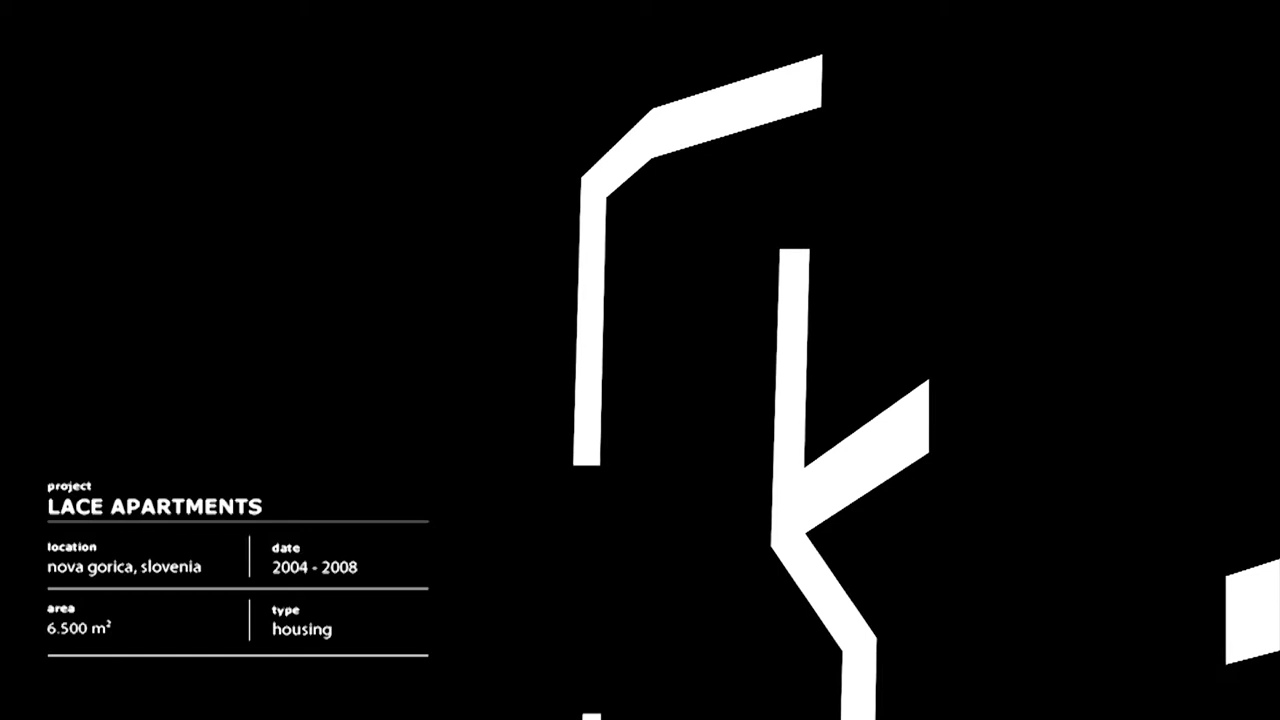 project
LACE APARTMENTS
location
nova gorica, slovenia
date
2004 - 2008
area
6.500 m²
type
housing